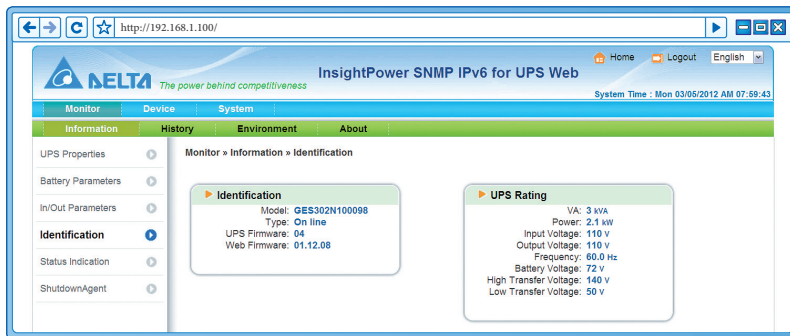 http://192.168.1.100/
Home
Logout
English
DELTA
The power behind competitiveness
InsightPower SNMP IPv6 for UPS Web
System Time : Mon 03/05/2012 AM 07:59:43
Monitor
Device
System
Information
History
Environment
About
UPS Properties
Battery Parameters
In/Out Parameters
Identification
Status Indication
ShutdownAgent
Monitor » Information » Identification
Identification
Model: GES302N100098
Type: On line
UPS Firmware: 04
Web Firmware: 01.12.08
UPS Rating
VA: 3 kVA
Power: 2.1 kW
Input Voltage: 110 V
Output Voltage: 110 V
Frequency: 60.0 Hz
Battery Voltage: 72 V
High Transfer Voltage: 140 V
Low Transfer Voltage: 50 V